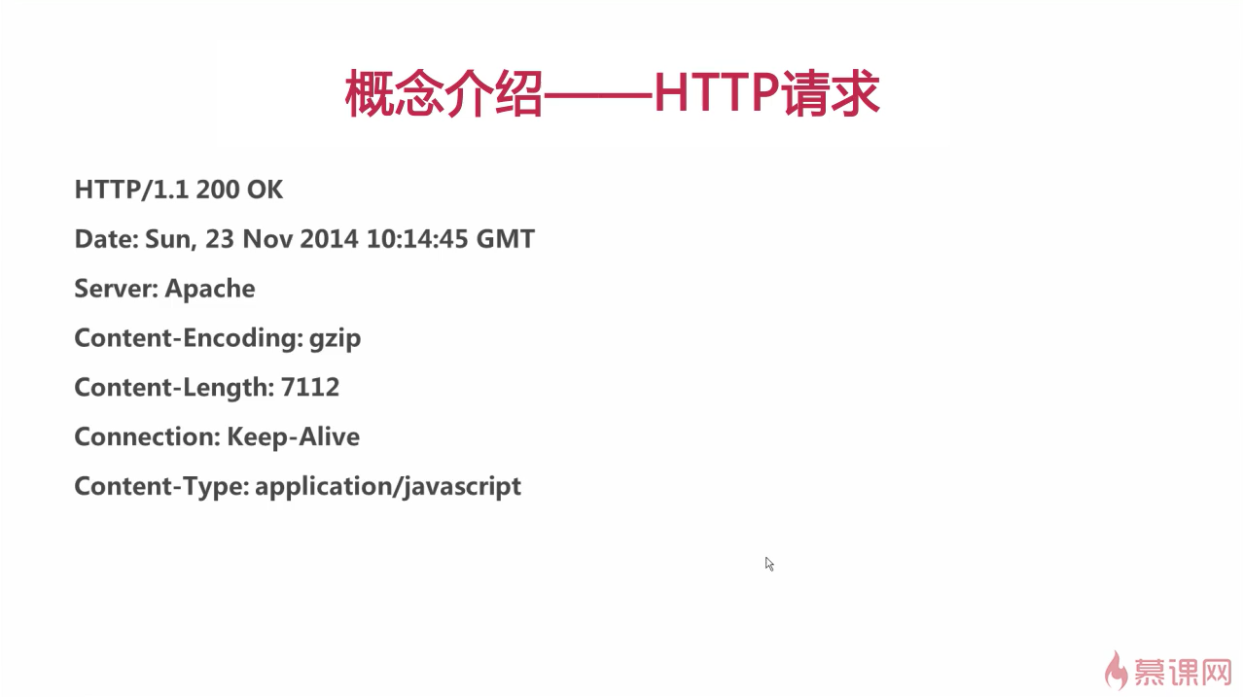 概念介绍——HTTP请求
HTTP/1.1 200 OK
Date: Sun, 23 Nov 2014 10:14:45 GMT
Server: Apache
Content-Encoding: gzip
Content-Length: 7112
Connection: Keep-Alive
Content-Type: application/javascript
慕课网